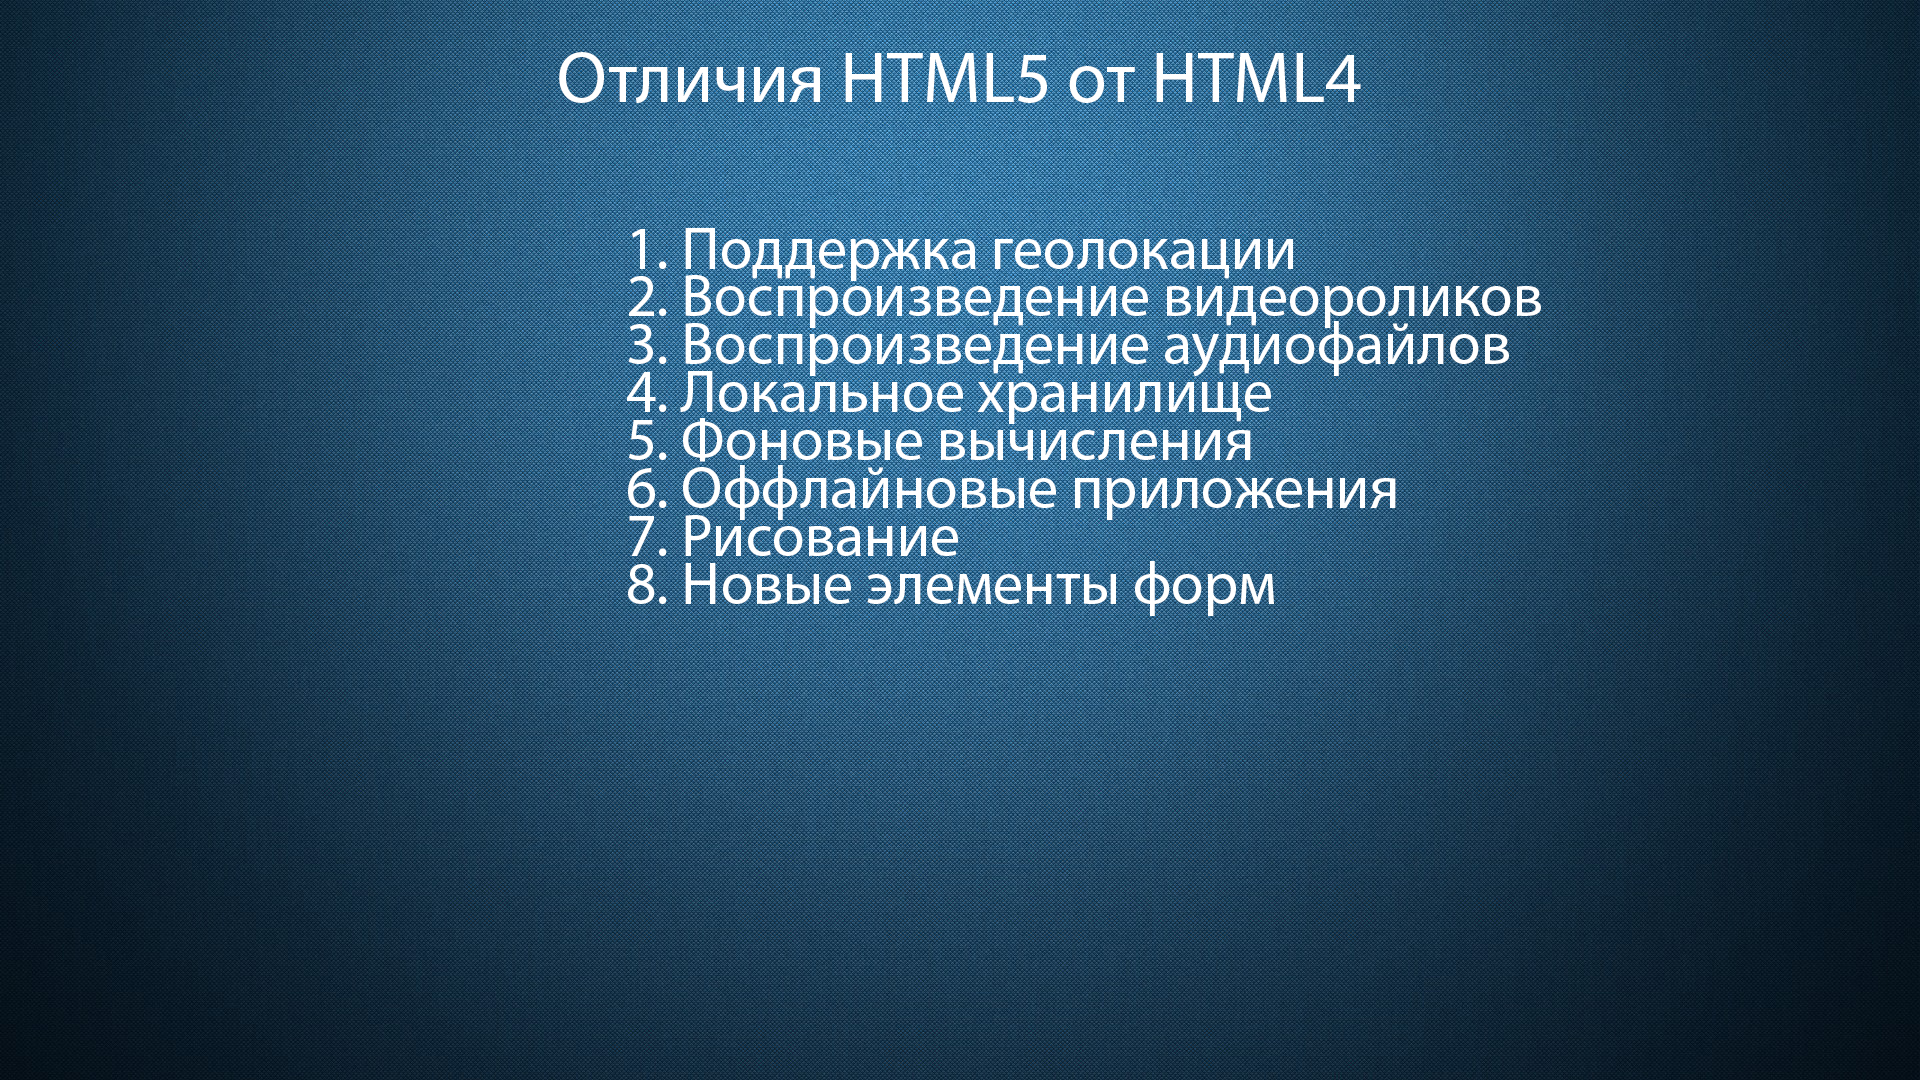 Отличия HTML5 от HTML4
1. Поддержка геолокации
2. Воспроизведение видеороликов
3. Воспроизведение аудиофайлов
4. Локальное хранилище
5. Фоновые вычисления
6. Оффлайновые приложения
7. Рисование
8. Новые элементы форм